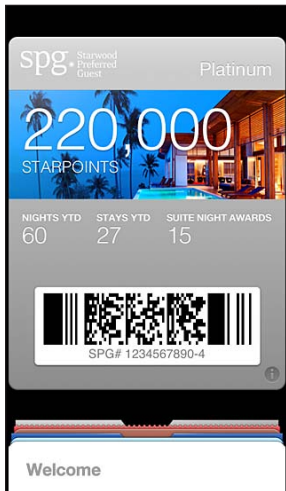 spg. Starwood
Preferred
Guest
Platinum
220,000
STARPOINTS
NIGHTS YTD STAYS YTD SUITE NIGHT AWARDS
60 27 15
SPG# 1234567890-4
Welcome